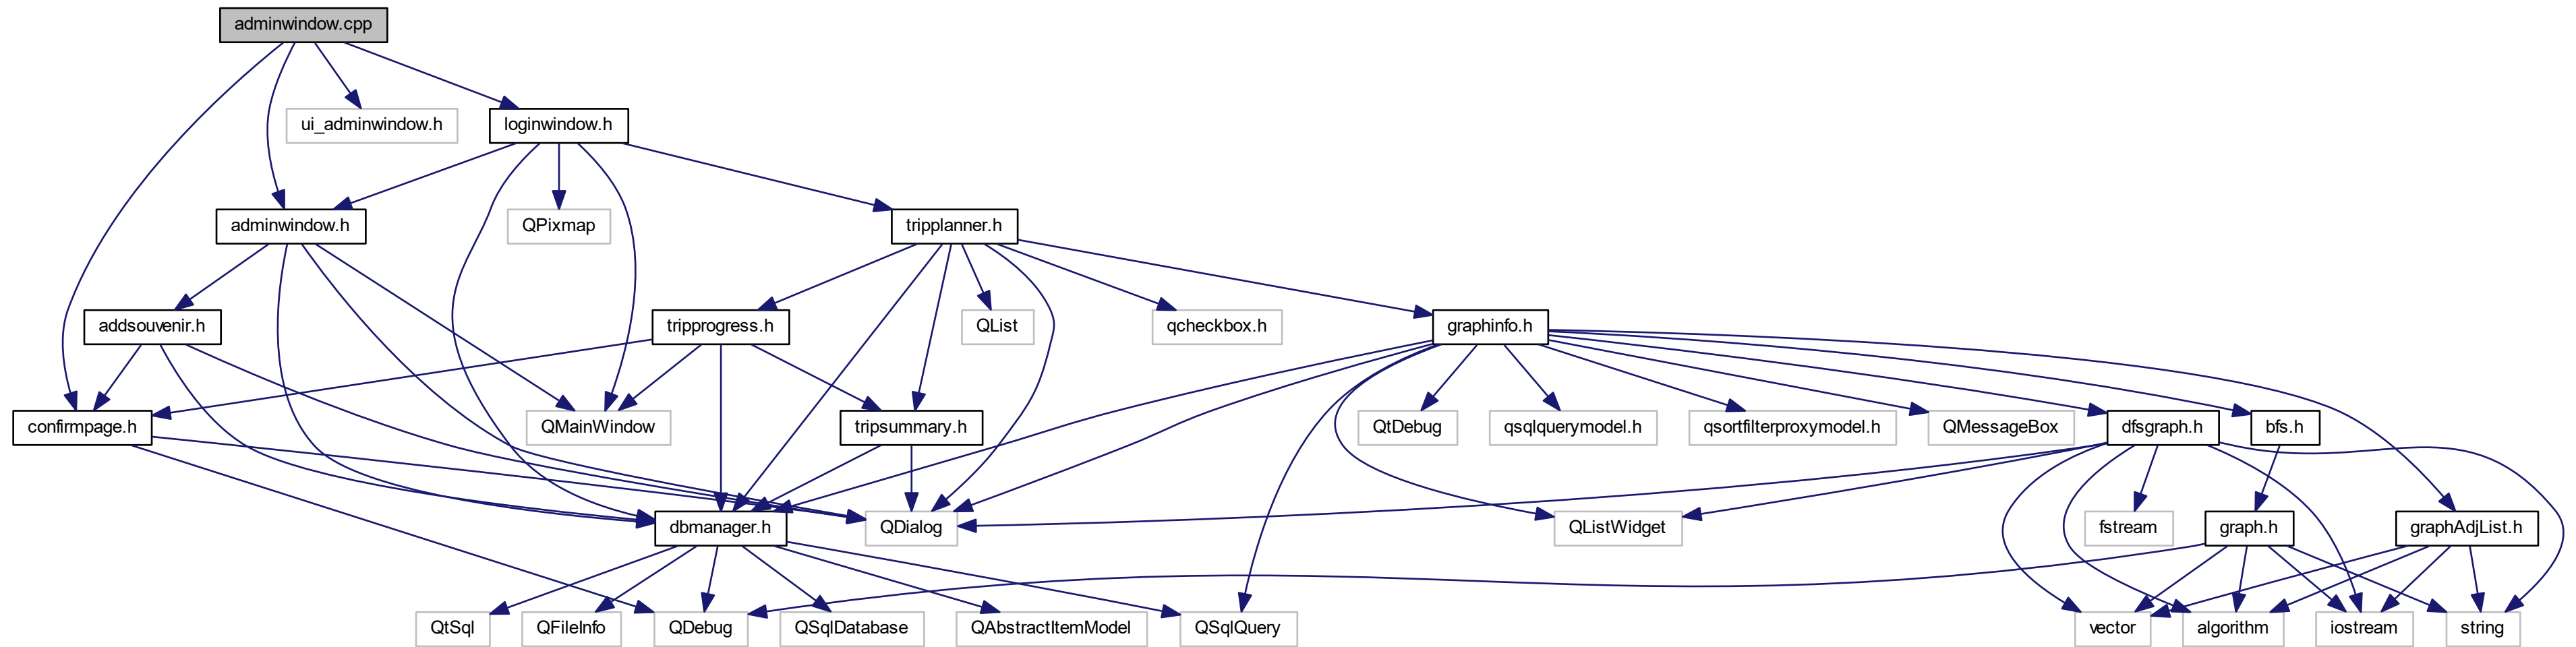 adminwindow.cpp
ui_adminwindow.h
loginwindow.h
adminwindow.h
QPixmap
tripplanner.h
addsouvenir.h
tripprogress.h
QList
qcheckbox.h
graphinfo.h
confirmpage.h
QMainWindow
tripsummary.h
QtDebug
qsqlquerymodel.h
qsortfilterproxymodel.h
QMessageBox
dfsgraph.h
bfs.h
dbmanager.h
QDialog
QListWidget
fstream
graph.h
graphAdjList.h
QtSql
QFileInfo
QDebug
QSqlDatabase
QAbstractItemModel
QSqlQuery
vector
algorithm
iostream
string